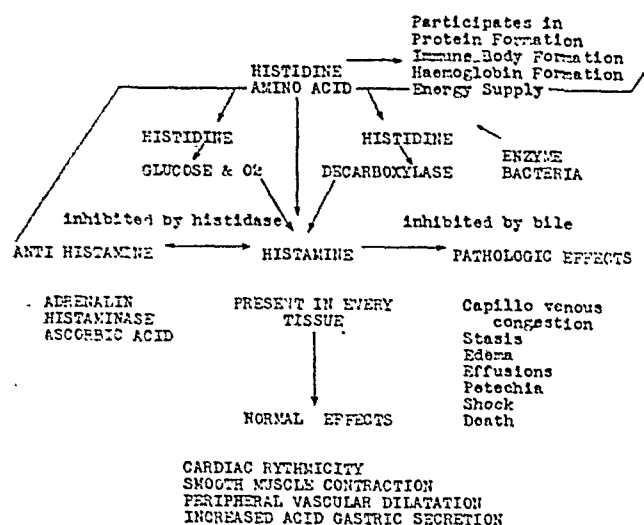 Participates in
Protein Formation
Immune Body Formation
Haemoglobin Formation
Energy Supply
HISTIDINE
AMINO ACID
HISTIDINE
GLUCOSE & O2
HISTIDINE
DECARBOXYLASE
ENZYME
BACTERIA
inhibited by histidase
inhibited by bile
ANTI HISTAMINE
HISTAMINE
PATHOLOGIC EFFECTS
ADRENALIN
HISTAMINASE
ASCORBIC ACID
PRESENT IN EVERY
TISSUE
Capillo venous
congestion
Stasis
Edema
Effusions
Petechia
Shock
Death
NORMAL EFFECTS
CARDIAC RYTHMICITY
SMOOTH MUSCLE CONTRACTION
PERIPHERAL VASCULAR DILATATION
INCREASED ACID GASTRIC SECRETION